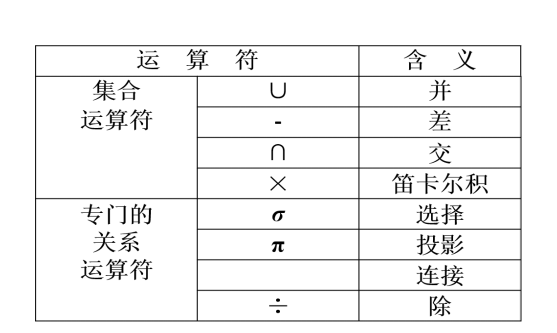 运 算 符 含 义
集合 ∪ 并
运算符 - 差
∩ 交
× 笛卡尔积
专门的 σ 选择
关系 π 投影
运算符 连接
÷ 除